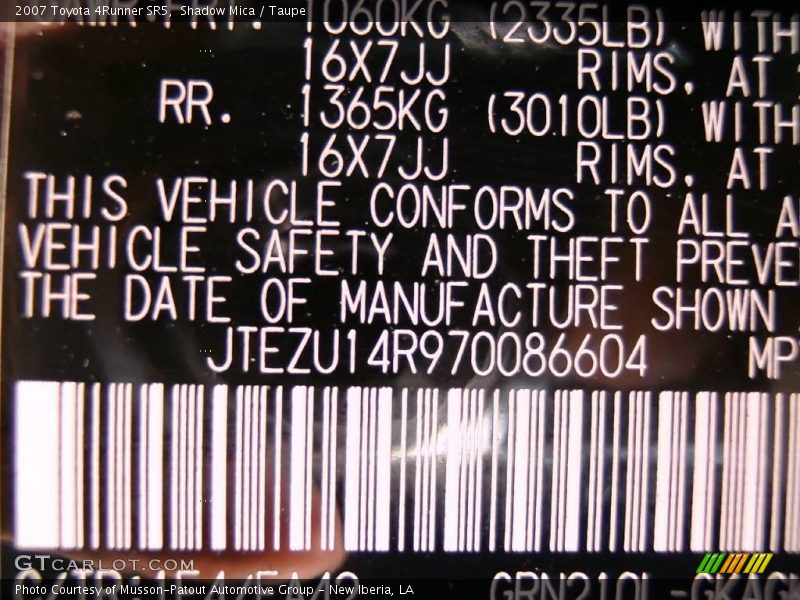 2007 Toyota 4Runner SR5, Shadow Mica / Taupe
1060KG (2335LB) WITH
16X7JJ RIMS, AT
RR. 1365KG (3010LB) WITH
16X7JJ RIMS, AT
THIS VEHICLE CONFORMS TO ALL A
VEHICLE SAFETY AND THEFT PREVE
THE DATE OF MANUFACTURE SHOWN
JTEZU14R970086604 MP
GTCARLOT.COM
GRN210L-GKAG
Photo Courtesy of Musson-Patout Automotive Group - New Iberia, LA